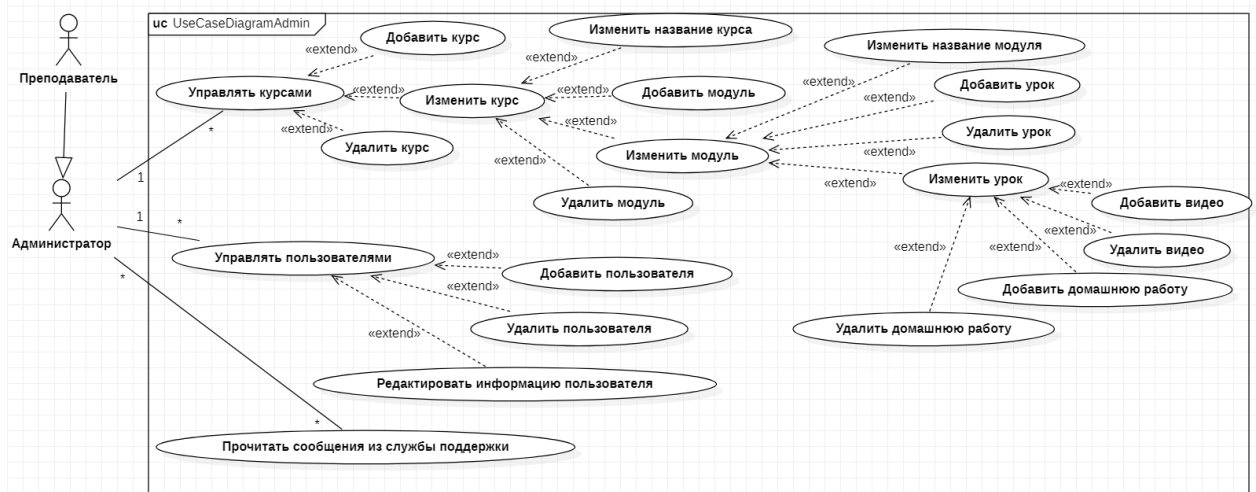 uc UseCaseDiagramAdmin
Преподаватель
Администратор
1
*
1
*
*
*
Управлять курсами
«extend»
Добавить курс
«extend»
Изменить курс
«extend»
Удалить курс
«extend»
Изменить название курса
«extend»
Добавить модуль
«extend»
Изменить модуль
«extend»
Удалить модуль
«extend»
Изменить название модуля
«extend»
Добавить урок
«extend»
Удалить урок
«extend»
Изменить урок
«extend»
Добавить видео
«extend»
Удалить видео
«extend»
Добавить домашнюю работу
«extend»
Удалить домашнюю работу
Управлять пользователями
«extend»
Добавить пользователя
«extend»
Удалить пользователя
«extend»
Редактировать информацию пользователя
Прочитать сообщения из службы поддержки